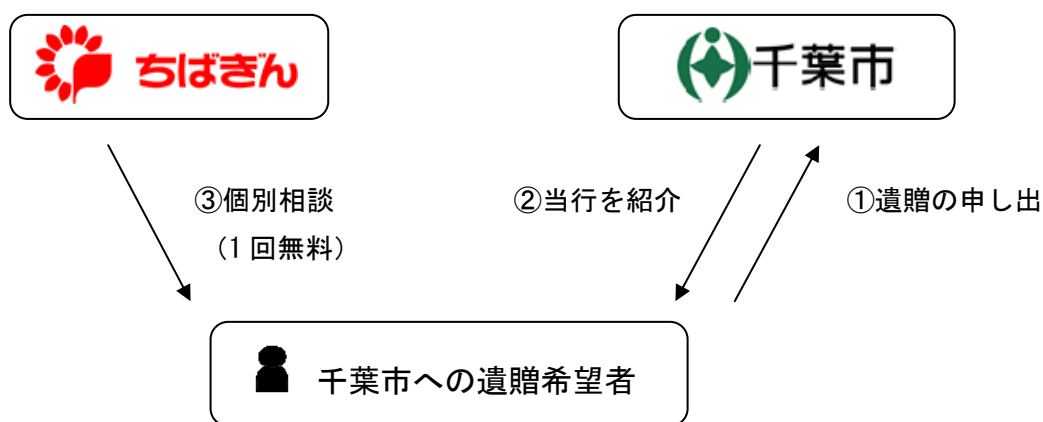 ちばぎん
千葉市
③個別相談
（1 回無料）
②当行を紹介
①遺贈の申し出
千葉市への遺贈希望者